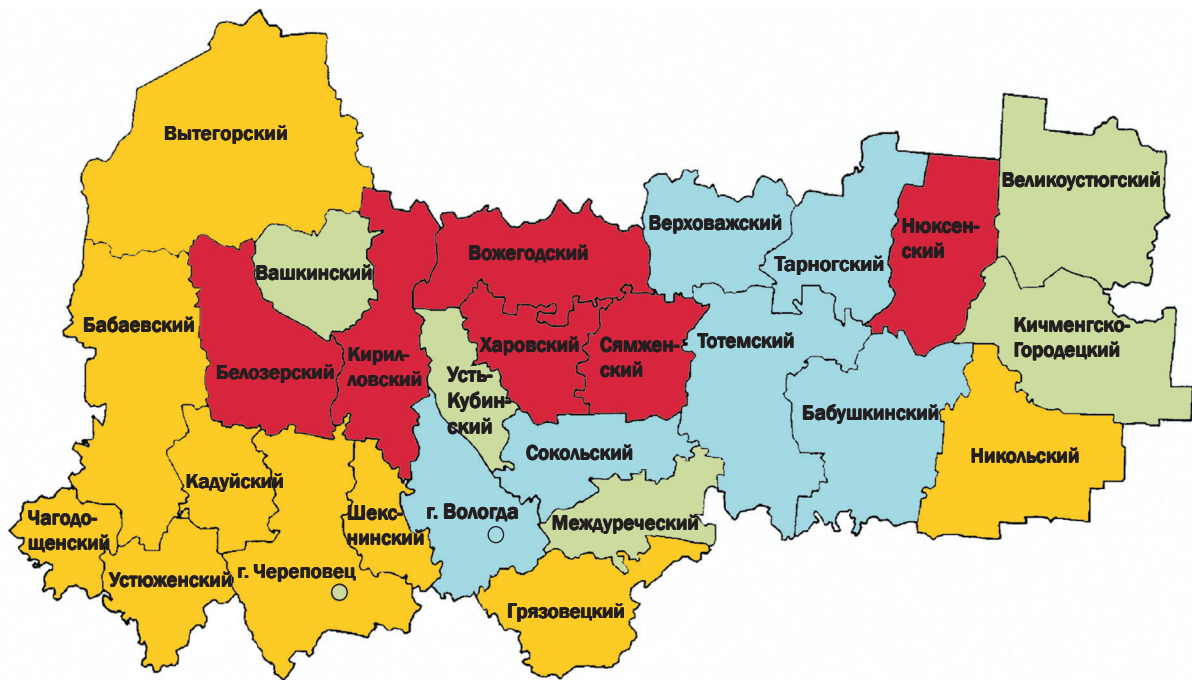 Вытегорский
Великоустюгский
Верховажский
Нюксен-
ский
Вожегодский
Тарногский
Вашкинский
Бабаевский
Белозерский
Кирил-
ловский
Харовский
Сямжен-
ский
Тотемский
Кичменгско-
Городецкий
Усть-
Кубин-
ский
Бабушкинский
Сокольский
Никольский
Кадуйский
Чагодо-
щенский
Шекс-
нинский
г. Вологда
Междуреческий
Устюженский
г. Череповец
Грязовецкий